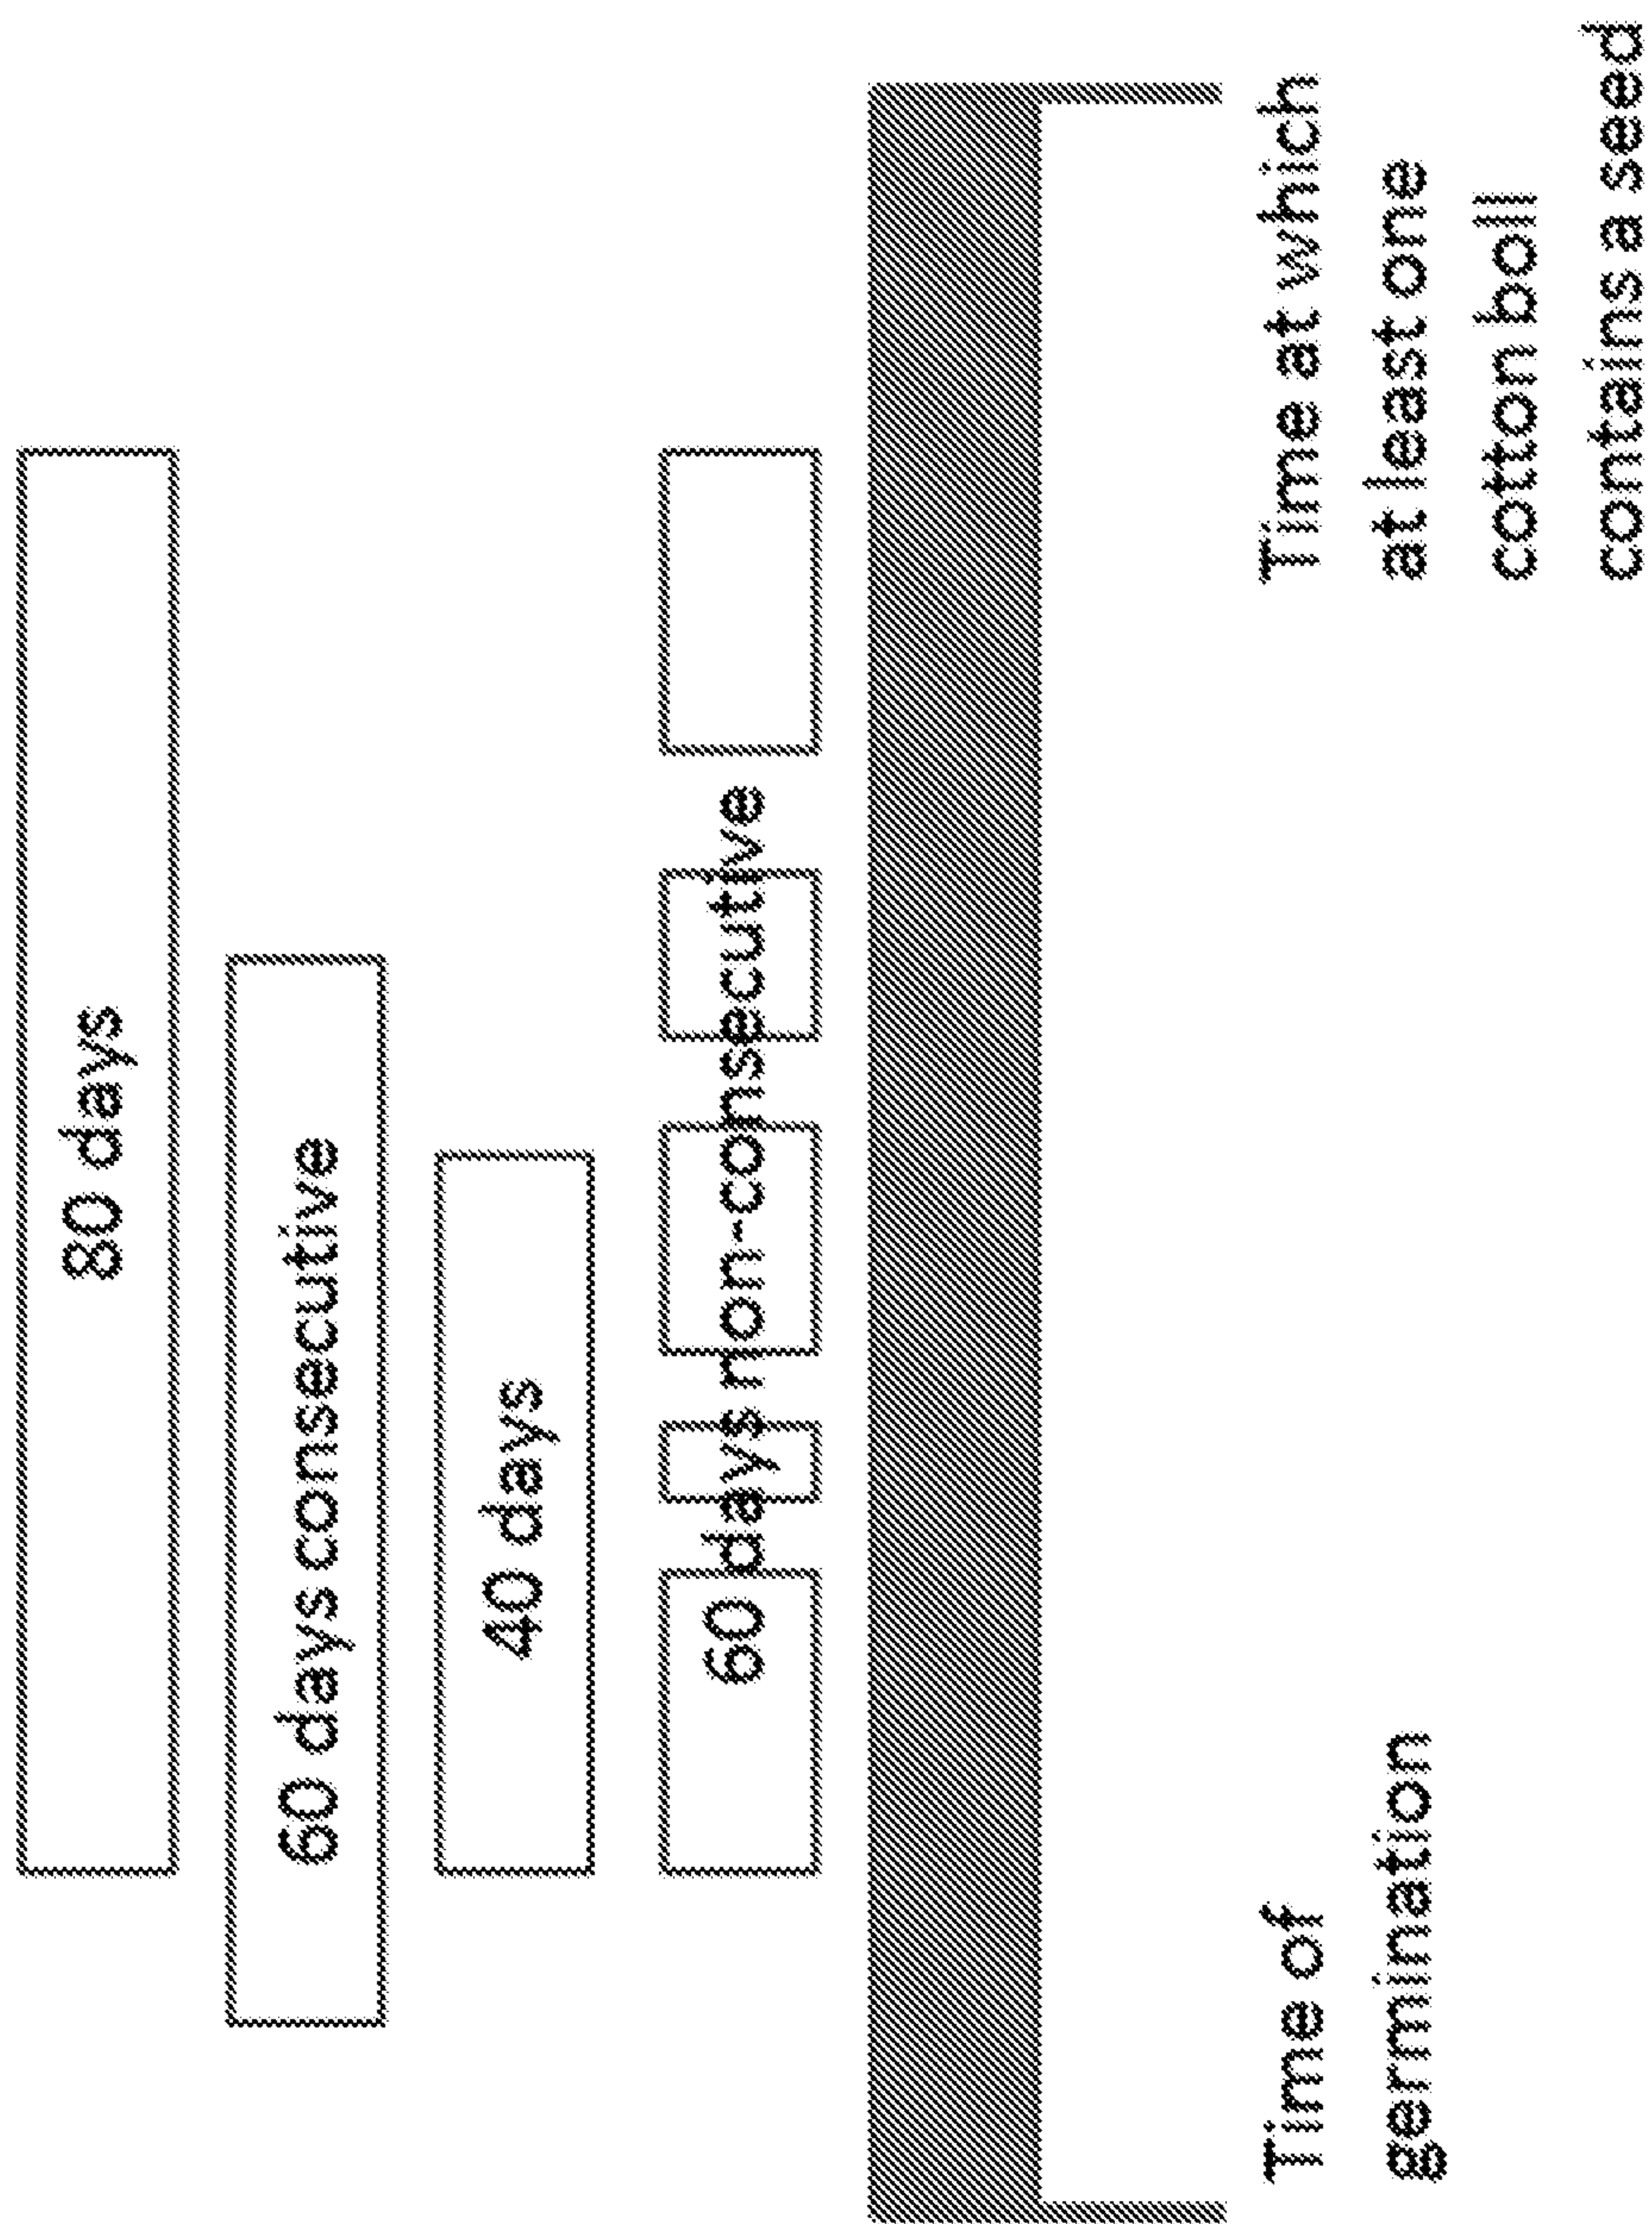 80 days
60 days consecutive
40 days
60 days non-consecutive
Time of
germination
Time at which
at least one
cotton boll
contains a seed